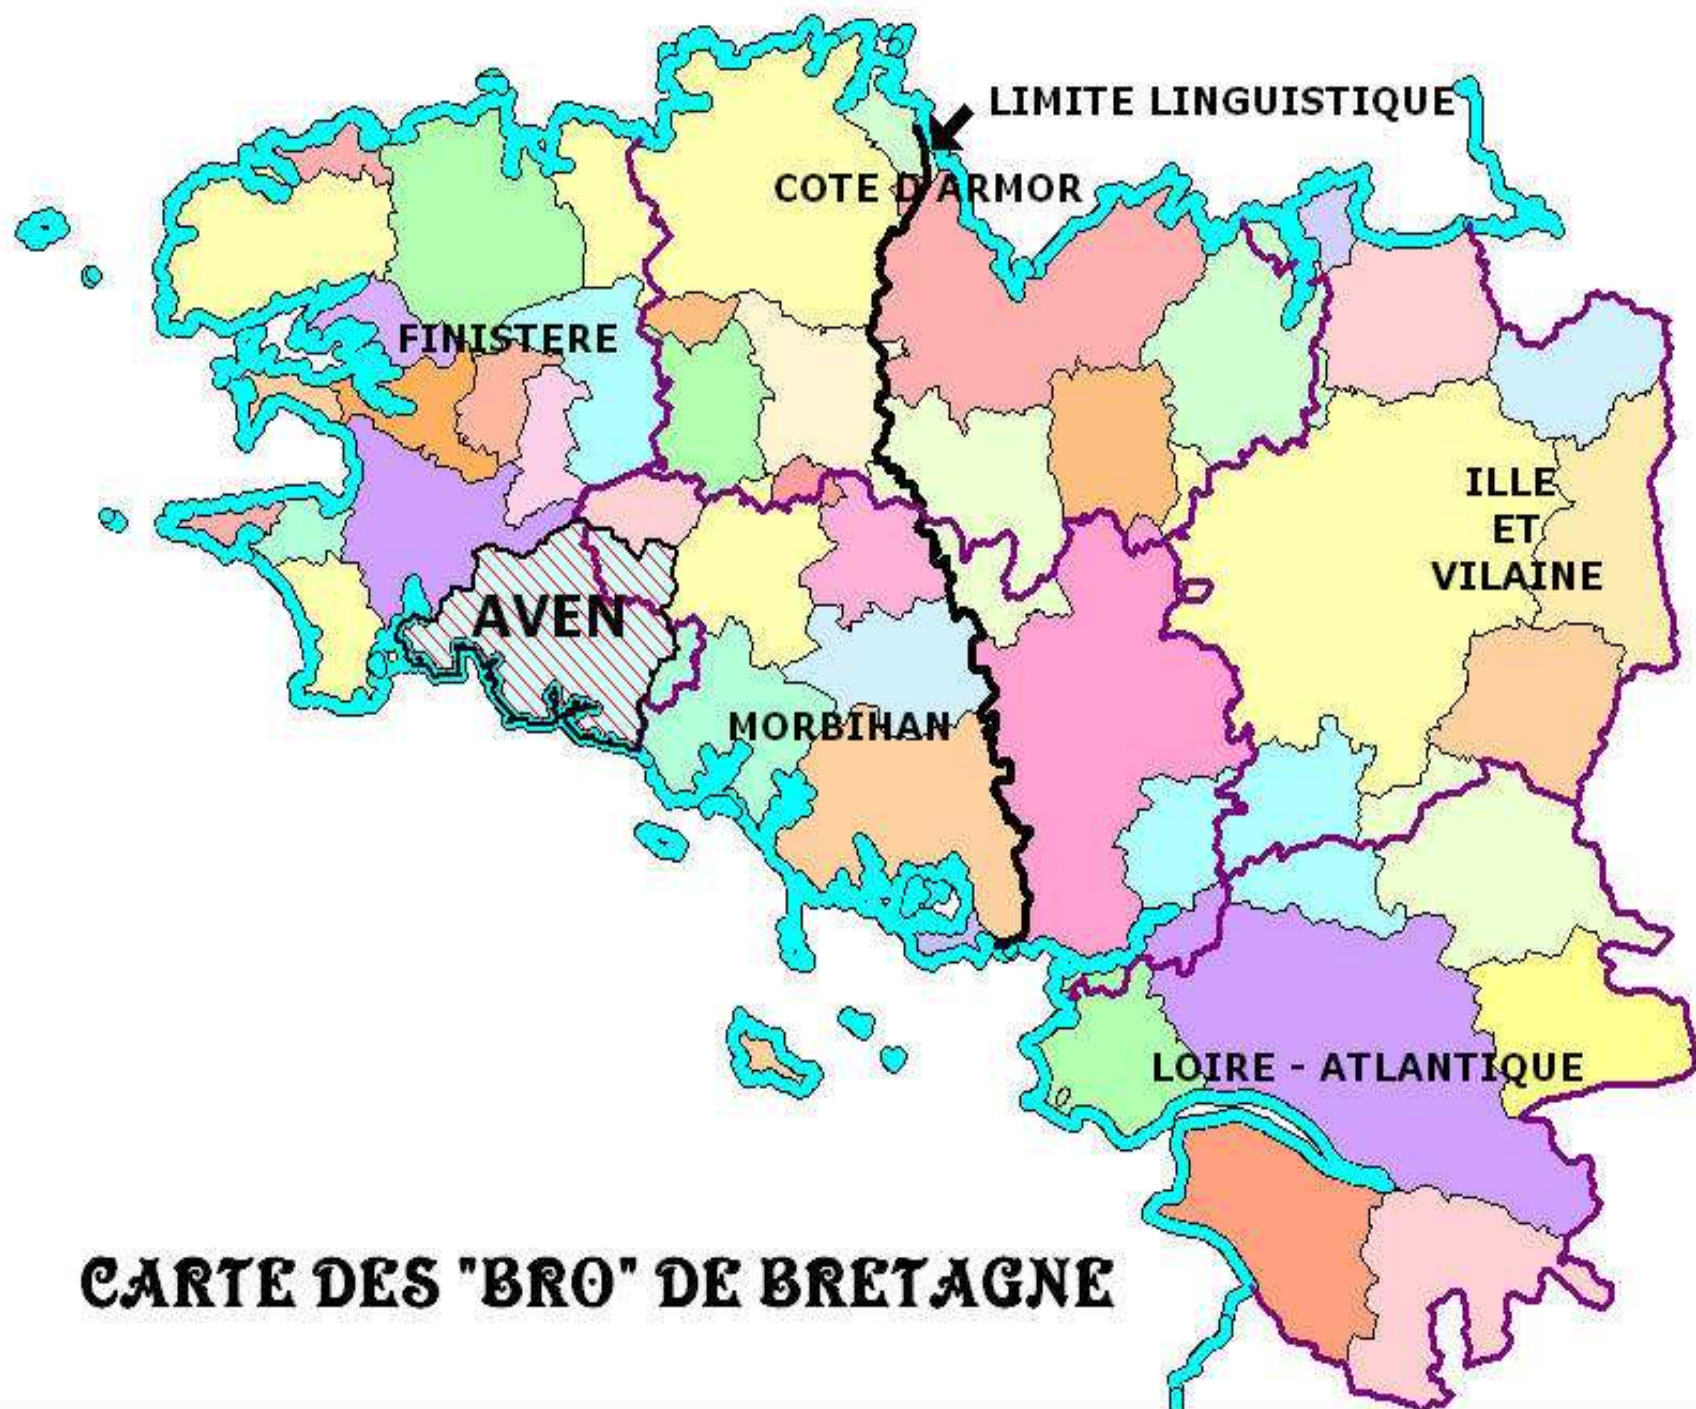 LIMITE LINGUISTIQUE
COTE D'ARMOR
FINISTERE
ILLE
ET
VILAINE
AVEN
MORBIHAN
LOIRE - ATLANTIQUE
CARTE DES "BRO" DE BRETAGNE